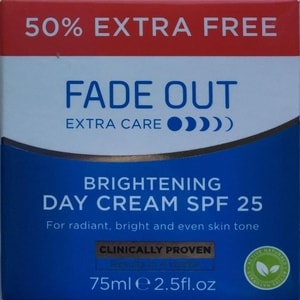 50% EXTRA FREE
FADE OUT
EXTRA CARE
BRIGHTENING
DAY CREAM SPF 25
For radiant, bright and even skin tone
CLINICALLY PROVEN
75ml ℮ 2.5fl.oz